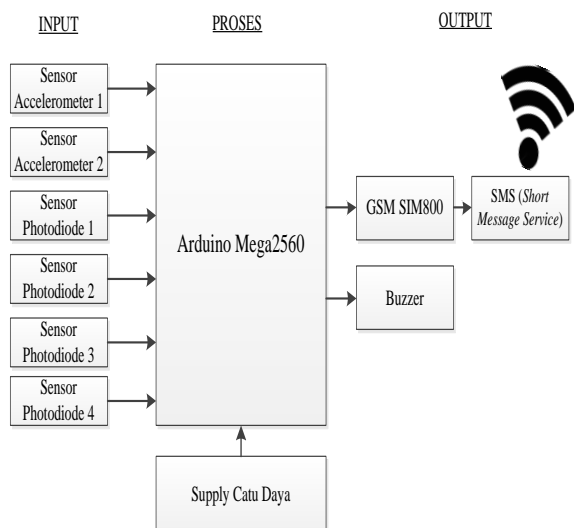 INPUT
PROSES
OUTPUT
Sensor
Accelerometer 1
Sensor
Accelerometer 2
Sensor
Photodiode 1
Sensor
Photodiode 2
Sensor
Photodiode 3
Sensor
Photodiode 4
Arduino Mega2560
Supply Catu Daya
GSM SIM800
SMS (Short
Message Service)
Buzzer